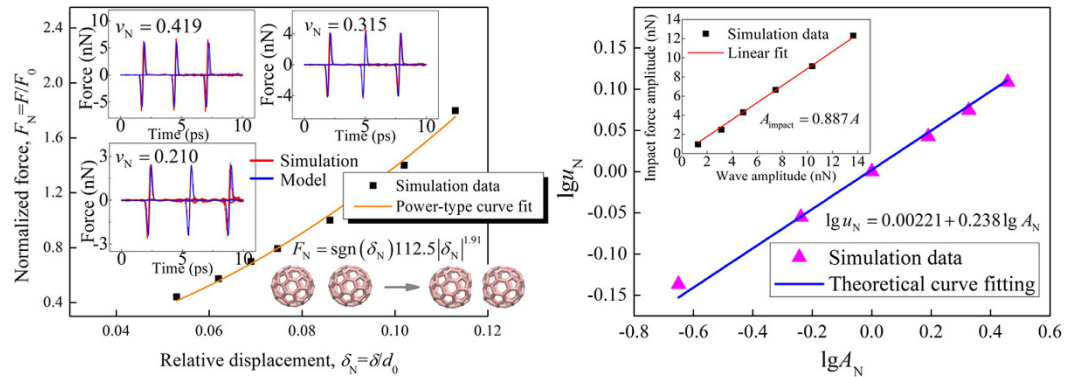 v_N = 0.419
v_N = 0.315
Force (nN)
10
5
0
-5
0
5
10
Time (ps)
Force (nN)
4
0
-4
0
5
10
Time (ps)
v_N = 0.210
Force (nN)
3
0
-3
0
5
10
Time (ps)
Simulation
Model
Simulation data
Power-type curve fit
F_N = sgn(δ_N)112.5|δ_N|^1.91
Normalized force, F_N=F/F_0
2.8
2.4
2.0
1.6
1.2
0.8
0.4
0.04
0.06
0.08
0.10
0.12
Relative displacement, δ_N=δ/d_0
Impact force amplitude (nN)
14
12
10
8
6
4
2
0
0
2
4
6
8
10
12
14
16
Wave amplitude (nN)
Simulation data
Linear fit
A_impact = 0.887A
lg u_N = 0.00221 + 0.238 lg A_N
Simulation data
Theoretical curve fitting
lgu_N
0.15
0.10
0.05
0.00
-0.05
-0.10
-0.15
-0.8
-0.6
-0.4
-0.2
0.0
0.2
0.4
0.6
lgA_N